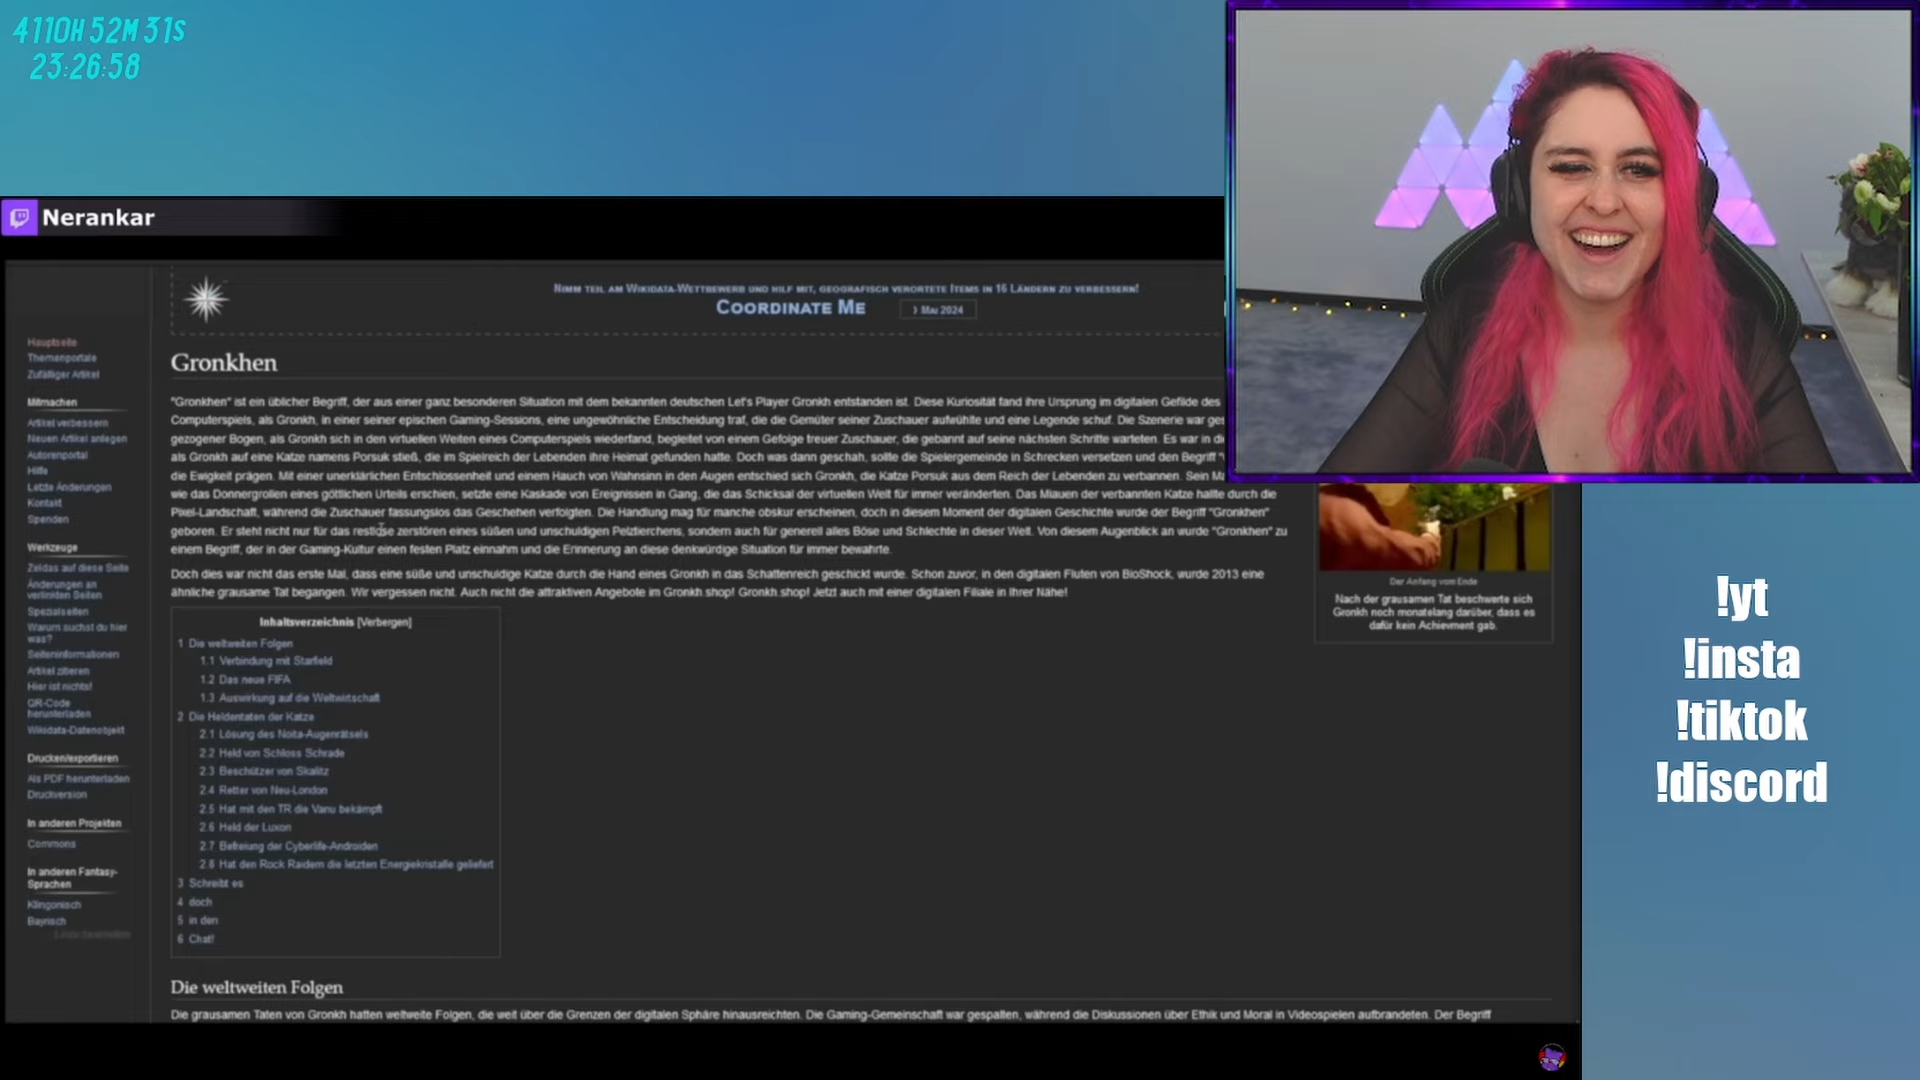 4110H 52M 31s
23:26:58
Nerankar
Nimm teil am Wikidata-Wettbewerb und hilf mit, geografisch verortete Items in 16 Ländern zu verbessern!
Coordinate Me
Mai 2024
Hauptseite
Themenportale
Zufälliger Artikel
Mitmachen
Artikel verbessern
Neuen Artikel anlegen
Autorenportal
Hilfe
Letzte Änderungen
Kontakt
Spenden
Werkzeuge
Zeldas auf diese Seite
Änderungen an
verlinkten Seiten
Spezialseiten
Warum suchst du hier
was?
Seiteninformationen
Artikel zitieren
Hier ist nichts!
QR-Code
herunterladen
Wikidata-Datenobjekt
Drucken/exportieren
Als PDF herunterladen
Druckversion
In anderen Projekten
Commons
In anderen Fantasy-
Sprachen
Klingonisch
Bayrisch
Gronkhen
"Gronkhen" ist ein üblicher Begriff, der aus einer ganz besonderen Situation mit dem bekannten deutschen Let's Player Gronkh entstanden ist. Diese Kuriosität fand ihre Ursprung im digitalen Gefilde des
Computerspiels, als Gronkh, in einer seiner epischen Gaming-Sessions, eine ungewöhnliche Entscheidung traf, die die Gemüter seiner Zuschauer aufwühlte und eine Legende schuf. Die Szenerie war ges
gezogener Bogen, als Gronkh sich in den virtuellen Weiten eines Computerspiels wiederfand, begleitet von einem Gefolge treuer Zuschauer, die gebannt auf seine nächsten Schritte warteten. Es war in die
als Gronkh auf eine Katze namens Porsuk stieß, die im Spielreich der Lebenden ihre Heimat gefunden hatte. Doch was dann geschah, sollte die Spielergemeinde in Schrecken versetzen und den Begriff
die Ewigkeit prägen. Mit einer unerklärlichen Entschlossenheit und einem Hauch von Wahnsinn in den Augen entschied sich Gronkh, die Katze Porsuk aus dem Reich der Lebenden zu verbannen. Sein
wie das Donnergrollen eines göttlichen Urteils erschien, setzte eine Kaskade von Ereignissen in Gang, die das Schicksal der virtuellen Welt für immer veränderten. Das Miauen der verbannten Katze hallte durch die
Pixel-Landschaft, während die Zuschauer fassungslos das Geschehen verfolgten. Die Handlung mag für manche obskur erscheinen, doch in diesem Moment der digitalen Geschichte wurde der Begriff "Gronkhen"
geboren. Er steht nicht nur für das restlose zerstören eines süßen und unschuldigen Pelztierchens, sondern auch für generell alles Böse und Schlechte in dieser Welt. Von diesem Augenblick an wurde "Gronkhen" zu
einem Begriff, der in der Gaming-Kultur einen festen Platz einnahm und die Erinnerung an diese denkwürdige Situation für immer bewahrte.
Doch dies war nicht das erste Mal, dass eine süße und unschuldige Katze durch die Hand eines Gronkh in das Schattenreich geschickt wurde. Schon zuvor, in den digitalen Fluten von BioShock, wurde 2013 eine
ähnliche grausame Tat begangen. Wir vergessen nicht. Auch nicht die attraktiven Angebote im Gronkh.shop! Gronkh.shop! Jetzt auch mit einer digitalen Filiale in Ihrer Nähe!
Inhaltsverzeichnis [Verbergen]
1 Die weltweiten Folgen
1.1 Verbindung mit Starfield
1.2 Das neue FIFA
1.3 Auswirkung auf die Weltwirtschaft
2 Die Heldentaten der Katze
2.1 Lösung des Noita-Augenrätsels
2.2 Held von Schloss Schrade
2.3 Beschützer von Skalitz
2.4 Retter von Neu-London
2.5 Hat mit den TR die Vanu bekämpft
2.6 Held der Luxon
2.7 Befreiung der Cyberlife-Androiden
2.8 Hat den Rock Raidern die letzten Energiekristalle geliefert
3 Schreibt es
4 doch
5 in den
6 Chat!
Der Anfang vom Ende
Nach der grausamen Tat beschwerte sich
Gronkh noch monatelang darüber, dass es
dafür kein Achievment gab.
Die weltweiten Folgen
Die grausamen Taten von Gronkh hatten weltweite Folgen, die weit über die Grenzen der digitalen Sphäre hinausreichten. Die Gaming-Gemeinschaft war gespalten, während die Diskussionen über Ethik und Moral in Videospielen aufbrandeten. Der Begriff
!yt
!insta
!tiktok
!discord